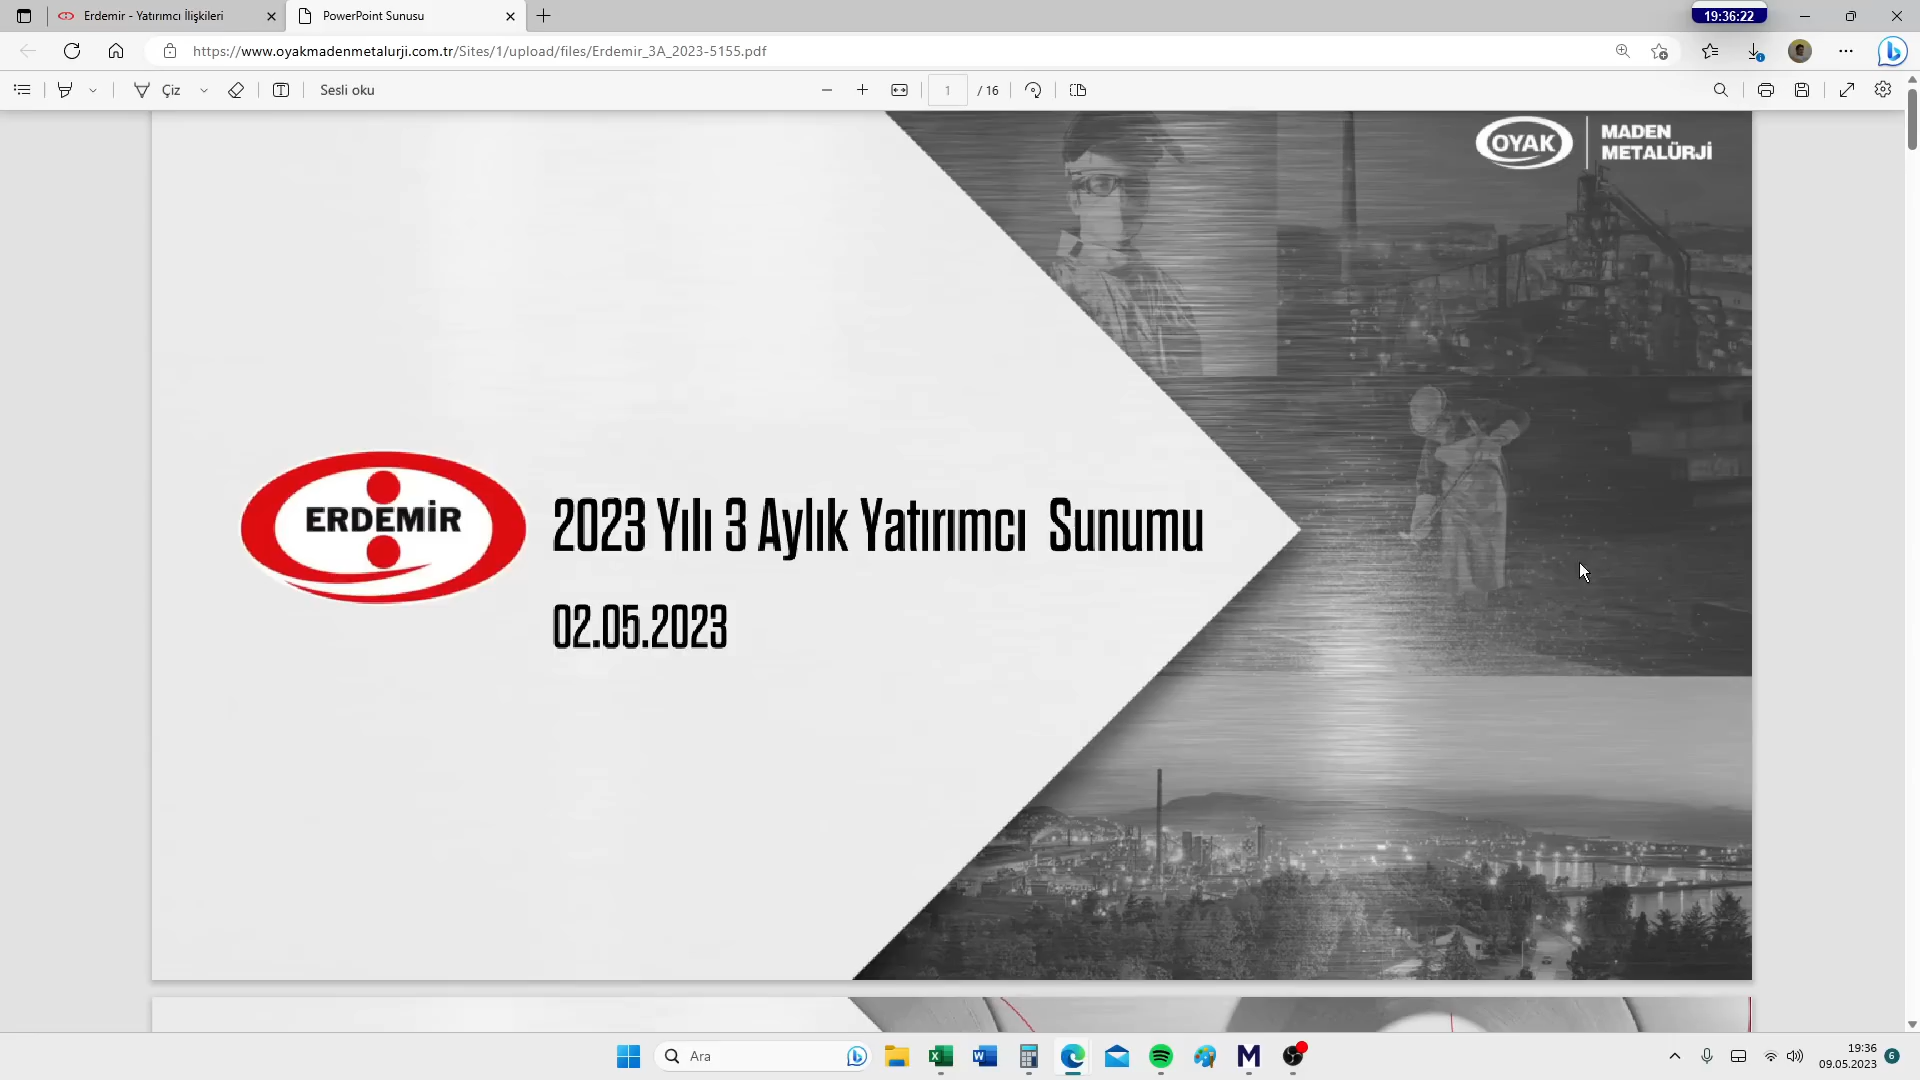 Erdemir - Yatırımcı İlişkileri
PowerPoint Sunusu
19:36:22
https://www.oyakmadenmetalurji.com.tr/Sites/1/upload/files/Erdemir_3A_2023-5155.pdf
Çiz
Sesli oku
1 / 16
OYAK
MADEN
METALÜRJİ
ERDEMİR
2023 Yılı 3 Aylık Yatırımcı Sunumu
02.05.2023
Ara
19:36
09.05.2023
6